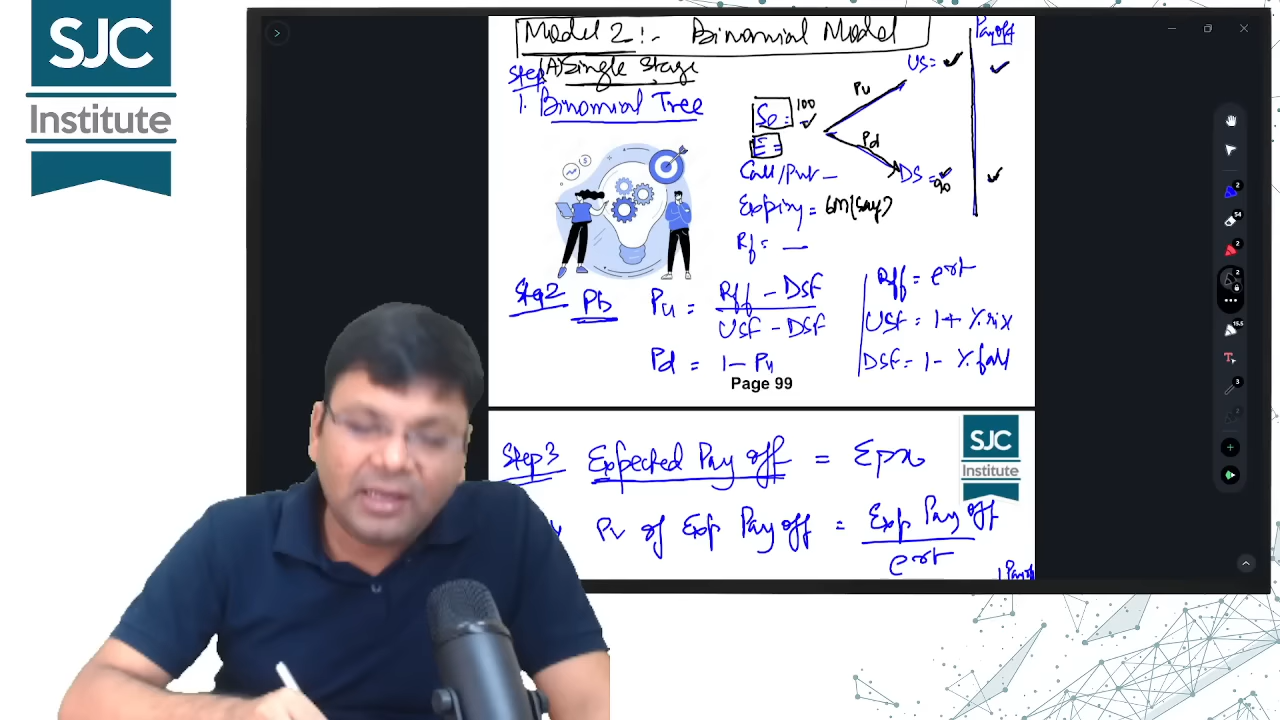 SJC
Institute
Model 2 :- Binomial Model
Payoff
(A) Single Stage
Step
1. Binomial Tree
US =
Pu
100
S0 =
E =
Pd
DS =
90
Call/Put -
Expiry = 6M (say)
Rf = —
Step 2 Pb Pu = Rff - DSF
USF - DSF
Pd = 1 - Pu
Rff = ert
USF = 1 + %rise
DSF = 1 - %fall
Page 99
SJC
Institute
Step 3 Expected Pay off = Σpx
Pv of Exp Pay off = Exp Pay off
ert